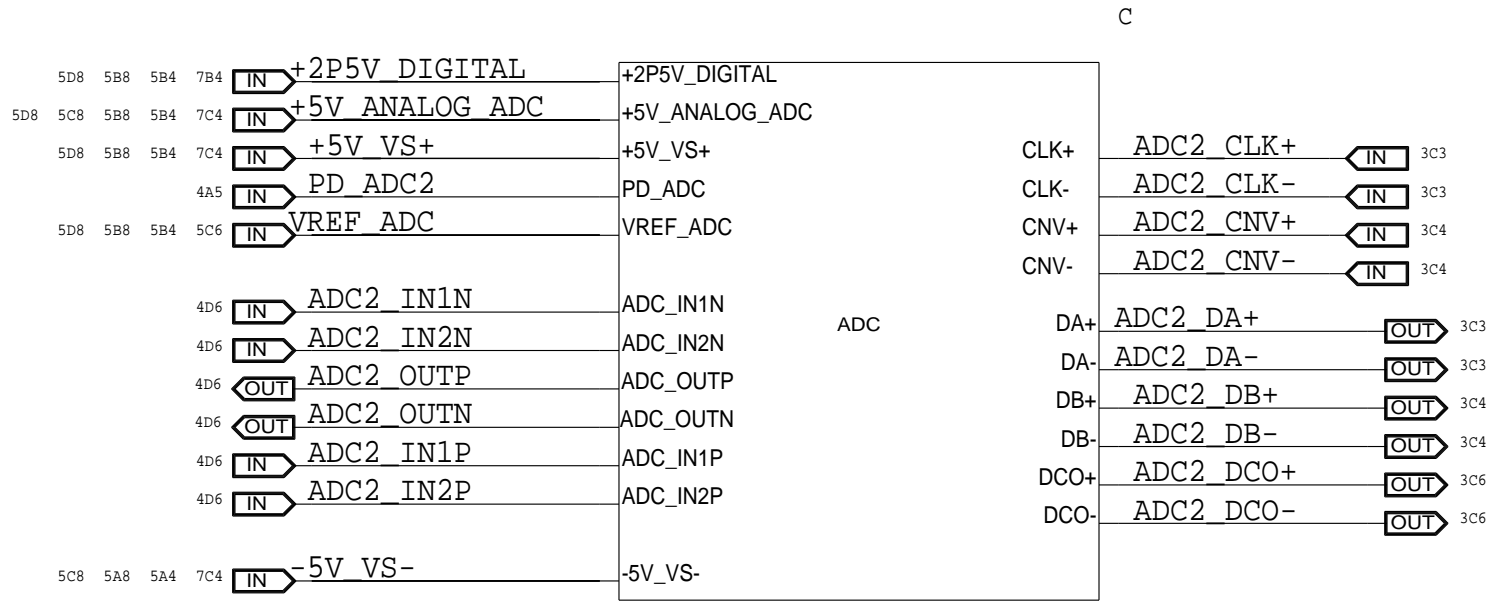 C
5D8 5B8 5B4 7B4 IN +2P5V_DIGITAL +2P5V_DIGITAL
5D8 5C8 5B8 5B4 7C4 IN +5V_ANALOG_ADC +5V_ANALOG_ADC
5D8 5B8 5B4 7C4 IN +5V_VS+ +5V_VS+ CLK+ ADC2_CLK+ IN 3C3
4A5 IN PD_ADC2 PD_ADC CLK- ADC2_CLK- IN 3C3
5D8 5B8 5B4 5C6 IN VREF_ADC VREF_ADC CNV+ ADC2_CNV+ IN 3C4
CNV- ADC2_CNV- IN 3C4
4D6 IN ADC2_IN1N ADC_IN1N ADC DA+ ADC2_DA+ OUT 3C3
4D6 IN ADC2_IN2N ADC_IN2N DA- ADC2_DA- OUT 3C3
4D6 OUT ADC2_OUTP ADC_OUTP DB+ ADC2_DB+ OUT 3C4
4D6 OUT ADC2_OUTN ADC_OUTN DB- ADC2_DB- OUT 3C4
4D6 IN ADC2_IN1P ADC_IN1P DCO+ ADC2_DCO+ OUT 3C6
4D6 IN ADC2_IN2P ADC_IN2P DCO- ADC2_DCO- OUT 3C6
5C8 5A8 5A4 7C4 IN -5V_VS- -5V_VS-